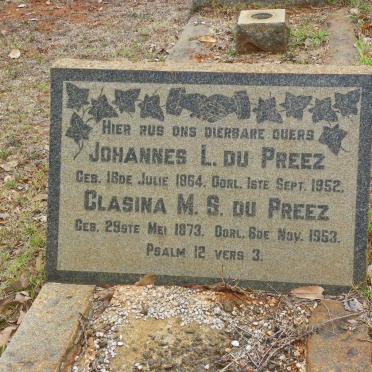 Hier rus ons dierbare ouers
Johannes L. du Preez
Geb. 18de Julie 1864. Oorl. 1ste Sept. 1952.
Clasina M. S. du Preez
Geb. 29ste Mei 1873. Oorl. 6de Nov. 1953.
Psalm 12 vers 3.